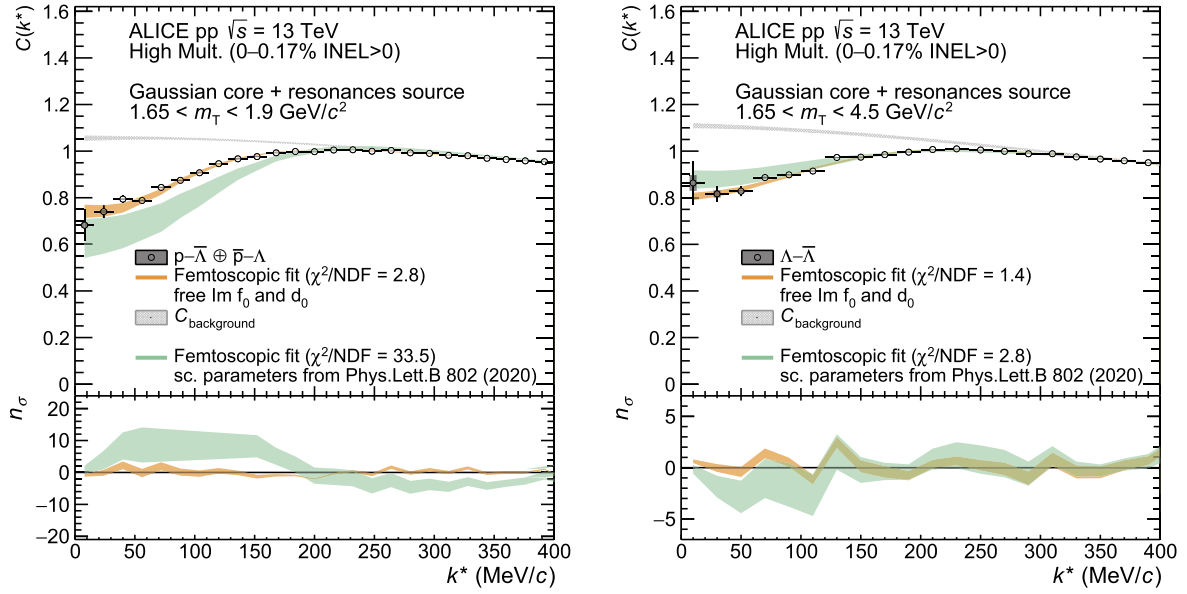 C(k*)
1.6
1.4
1.2
1
0.8
0.6
0.4
0.2
0
ALICE pp √s = 13 TeV
High Mult. (0–0.17% INEL>0)
Gaussian core + resonances source
1.65 < m_T < 1.9 GeV/c²
p–Λ̅ ⊕ p̅–Λ
Femtoscopic fit (χ²/NDF = 2.8)
free Im f₀ and d₀
C_background
Femtoscopic fit (χ²/NDF = 33.5)
sc. parameters from Phys.Lett.B 802 (2020)
n_σ
20
10
0
−10
−20
0 50 100 150 200 250 300 350 400
k* (MeV/c)
C(k*)
1.6
1.4
1.2
1
0.8
0.6
0.4
0.2
0
ALICE pp √s = 13 TeV
High Mult. (0–0.17% INEL>0)
Gaussian core + resonances source
1.65 < m_T < 4.5 GeV/c²
Λ–Λ̅
Femtoscopic fit (χ²/NDF = 1.4)
free Im f₀ and d₀
C_background
Femtoscopic fit (χ²/NDF = 2.8)
sc. parameters from Phys.Lett.B 802 (2020)
n_σ
5
0
−5
0 50 100 150 200 250 300 350 400
k* (MeV/c)